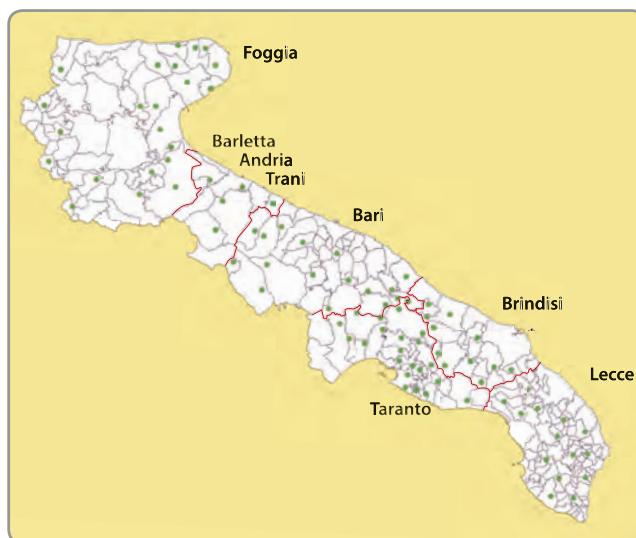 Foggia
Barletta
Andria
Trani
Bari
Brindisi
Lecce
Taranto